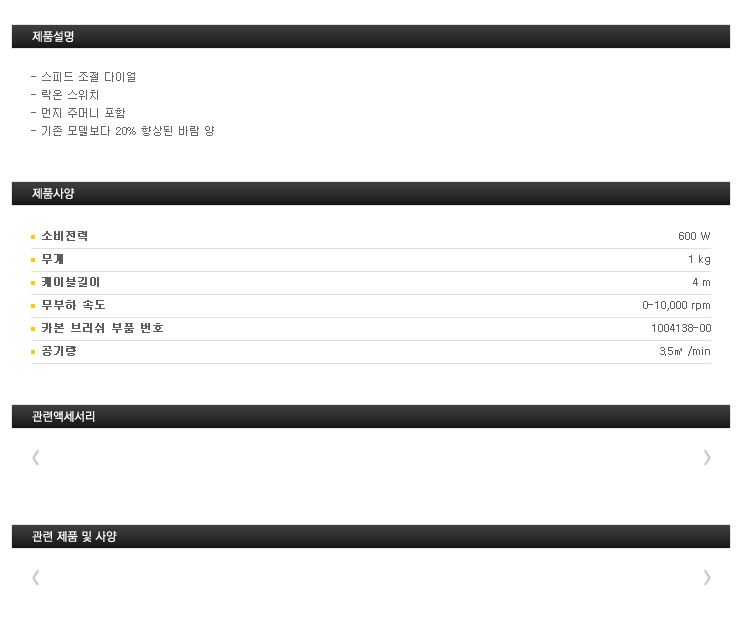 제품설명
- 스피드 조절 다이얼
- 락온 스위치
- 먼지 주머니 포함
- 기존 모델보다 20% 향상된 바람 양
제품사양
소비전력 600 W
무게 1 kg
케이블길이 4 m
무부하 속도 0-10,000 rpm
카본 브러쉬 부품 번호 1004138-00
공기량 3.5㎥ /min
관련액세서리
관련 제품 및 사양